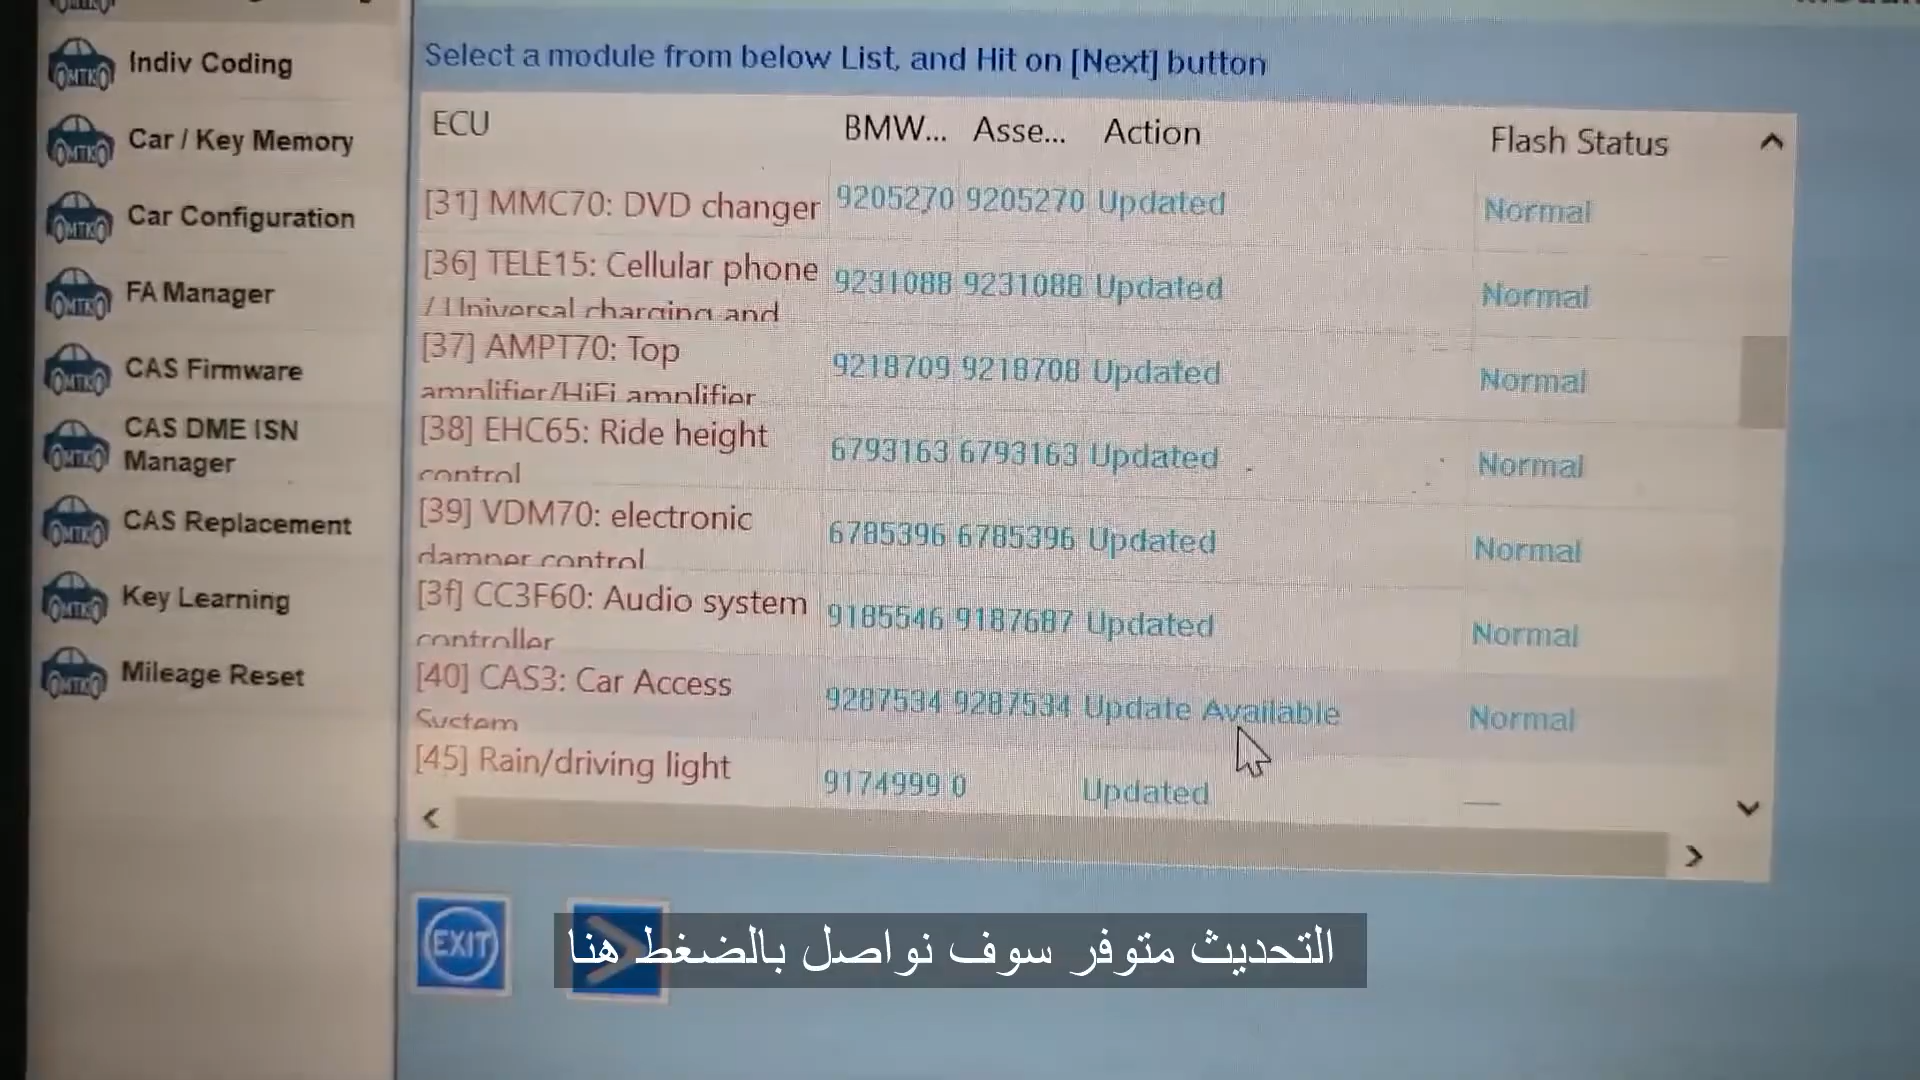 Indiv Coding
Car / Key Memory
Car Configuration
FA Manager
CAS Firmware
CAS DME ISN
Manager
CAS Replacement
Key Learning
Mileage Reset
Select a module from below List, and Hit on [Next] button
ECU BMW... Asse... Action Flash Status
[31] MMC70: DVD changer 9205270 9205270 Updated Normal
[36] TELE15: Cellular phone 9231088 9231088 Updated Normal
/ Universal charging and
[37] AMPT70: Top 9218709 9218708 Updated Normal
amplifier/HiFi amplifier
[38] EHC65: Ride height 6793163 6793163 Updated Normal
control
[39] VDM70: electronic 6785396 6785396 Updated Normal
damper control
[3f] CC3F60: Audio system 9185546 9187687 Updated Normal
controller
[40] CAS3: Car Access 9287534 9287534 Update Available Normal
System
[45] Rain/driving light 9174999 0 Updated
EXIT
التحديث متوفر سوف نواصل بالضغط هنا